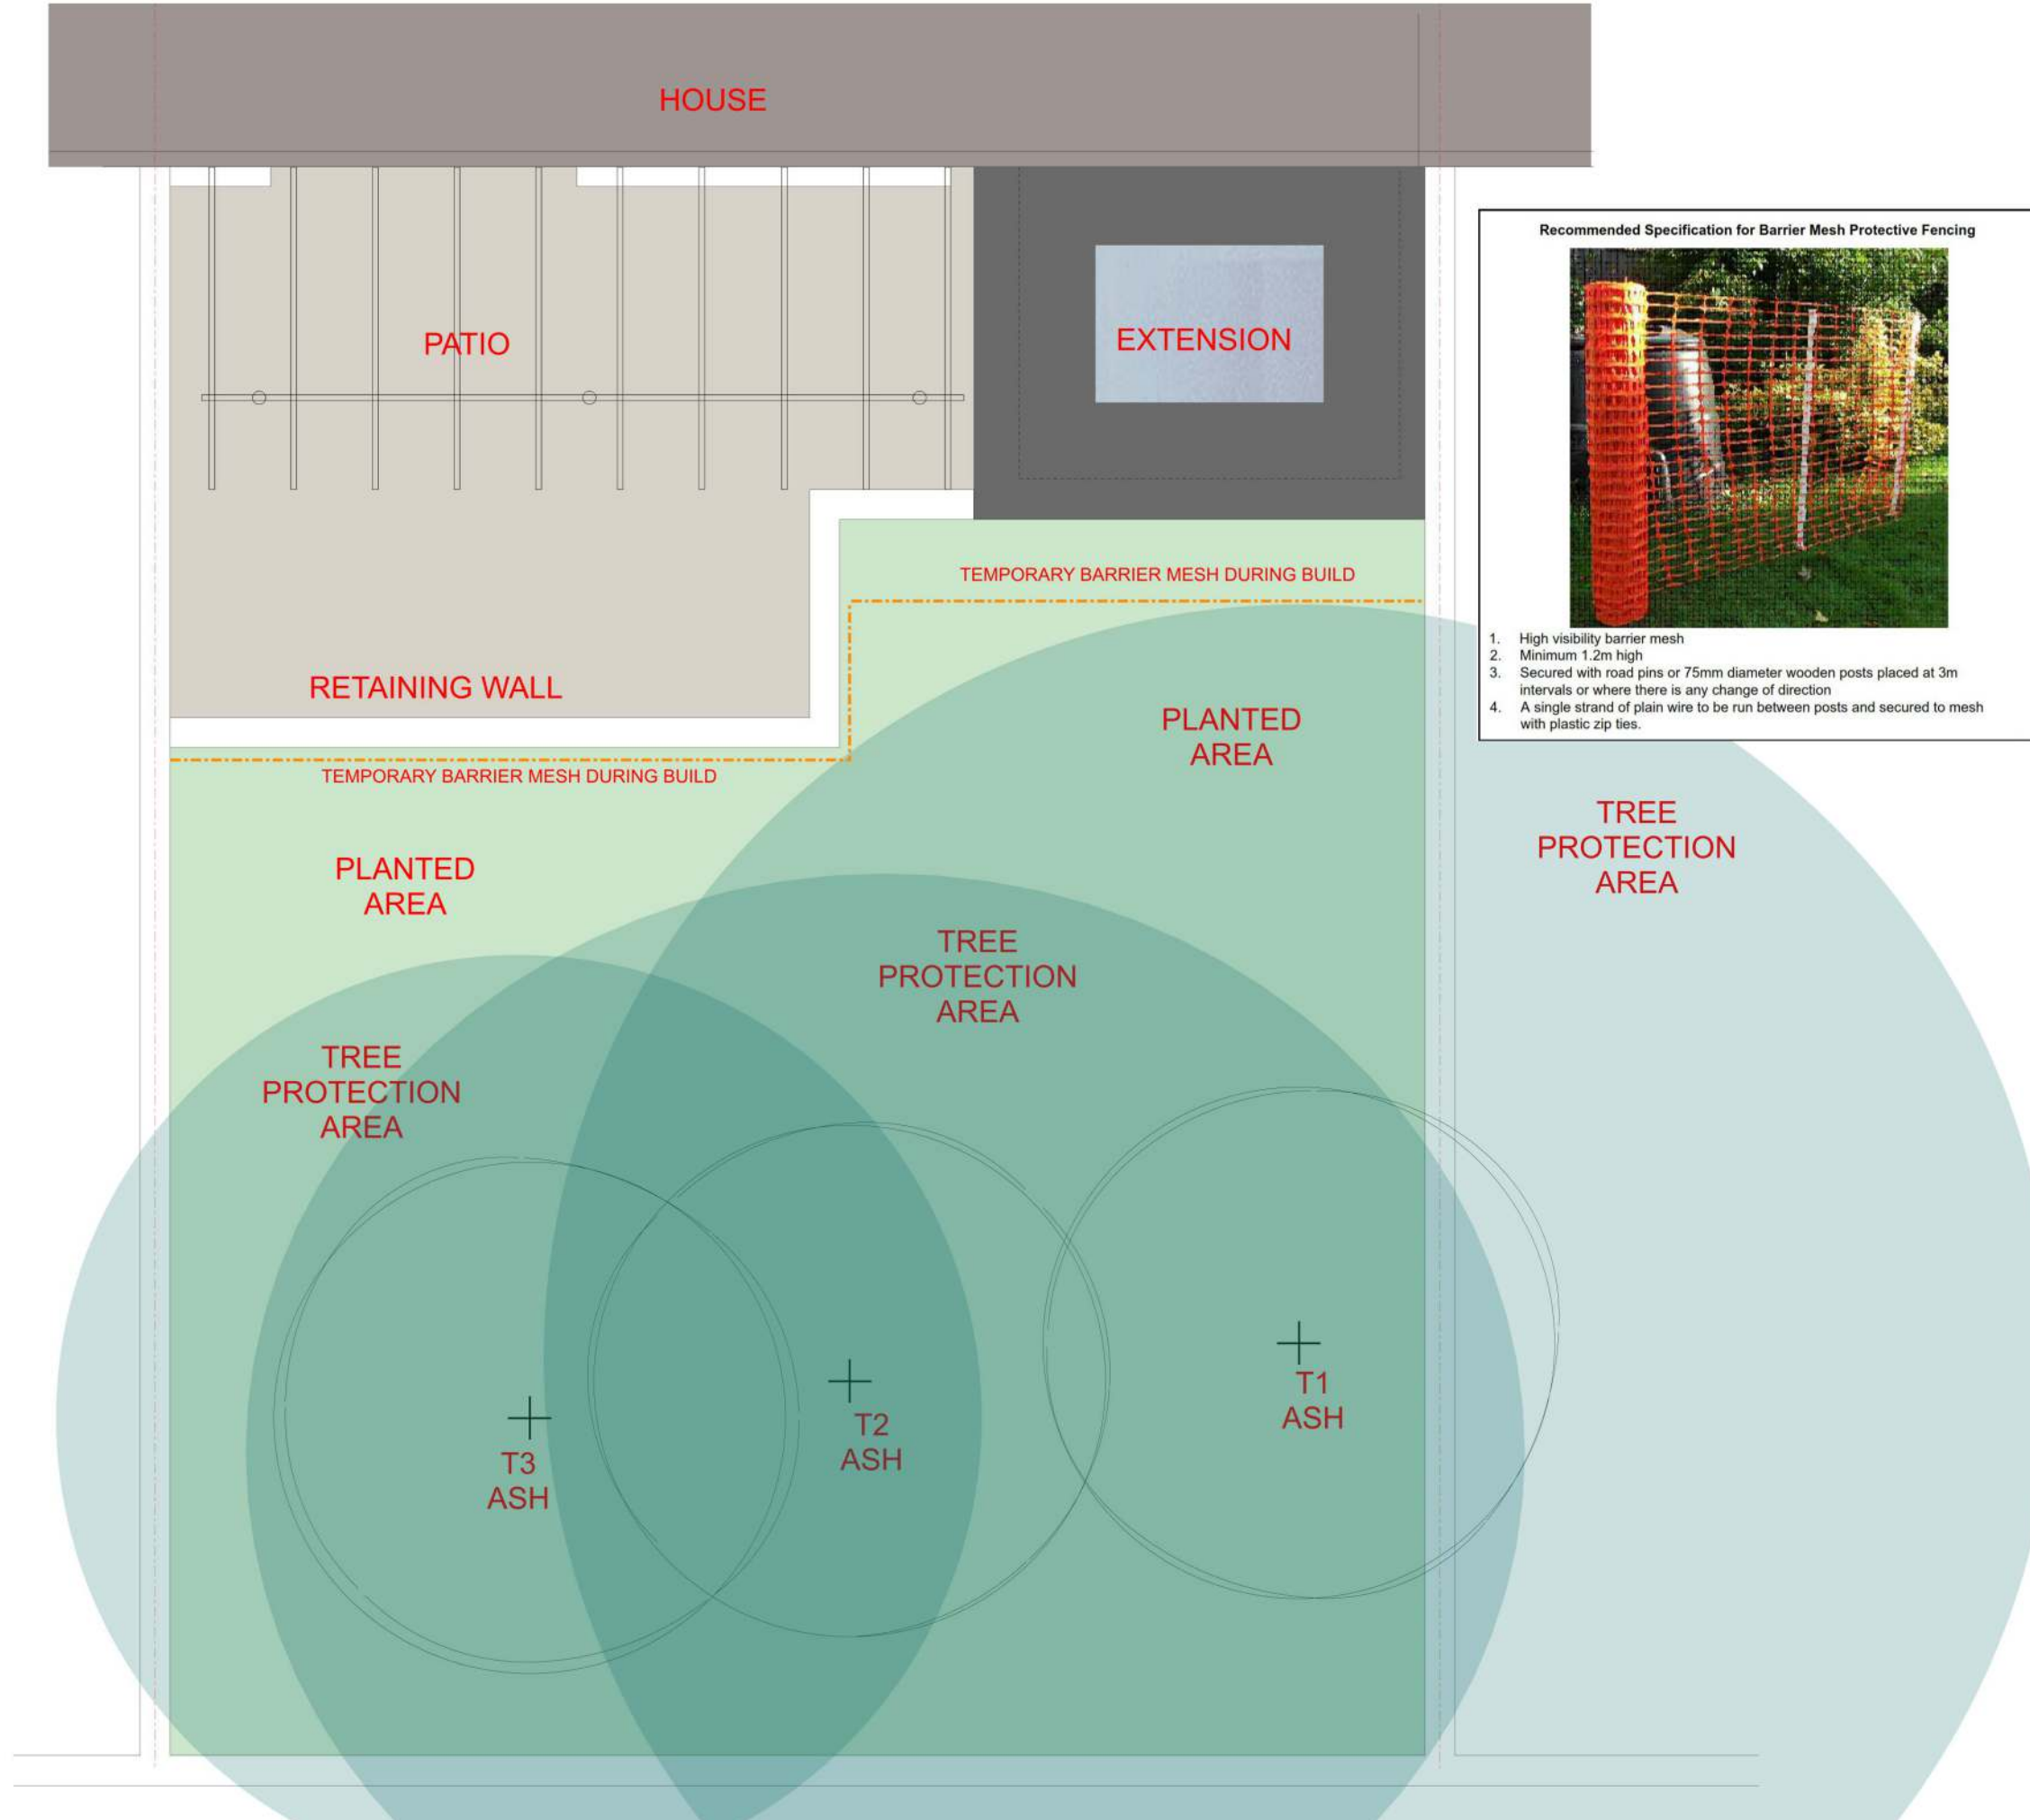 HOUSE
Recommended Specification for Barrier Mesh Protective Fencing
PATIO
EXTENSION
1. High visibility barrier mesh
2. Minimum 1.2m high
3. Secured with road pins or 75mm diameter wooden posts placed at 3m
intervals or where there is any change of direction
4. A single strand of plain wire to be run between posts and secured to mesh
with plastic zip ties.
TEMPORARY BARRIER MESH DURING BUILD
RETAINING WALL
PLANTED
AREA
TEMPORARY BARRIER MESH DURING BUILD
TREE
PROTECTION
AREA
PLANTED
AREA
TREE
PROTECTION
AREA
TREE
PROTECTION
AREA
T1
ASH
T2
ASH
T3
ASH